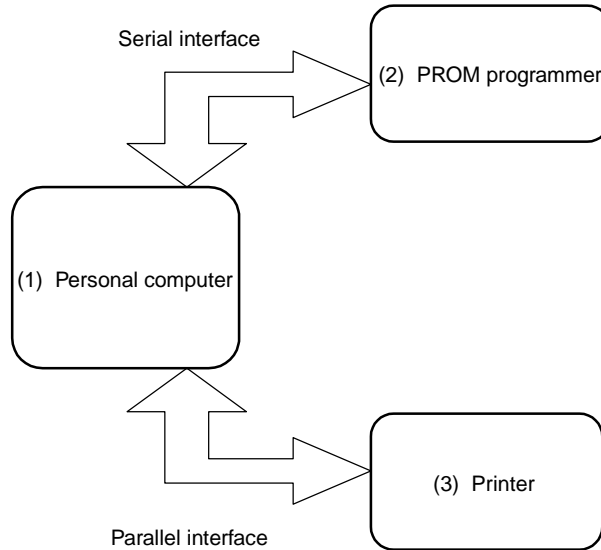 Serial interface
(2) PROM programmer
(1) Personal computer
(3) Printer
Parallel interface